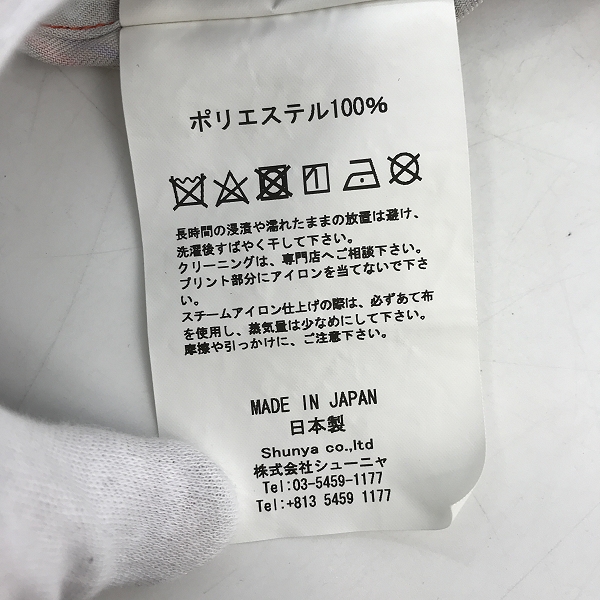 ポリエステル100%
長時間の浸漬や濡れたままの放置は避け、
洗濯後すばやく干して下さい。
クリーニングは、専門店へご相談下さい。
プリント部分にアイロンを当てないで下さ
い。
スチームアイロン仕上げの際は、必ずあて布
を使用し、蒸気量は少なめにして下さい。
摩擦や引っかけに、ご注意下さい。
MADE IN JAPAN
日本製
Shunya co.,ltd
株式会社シューニャ
Tel:03-5459-1177
Tel:+813 5459 1177